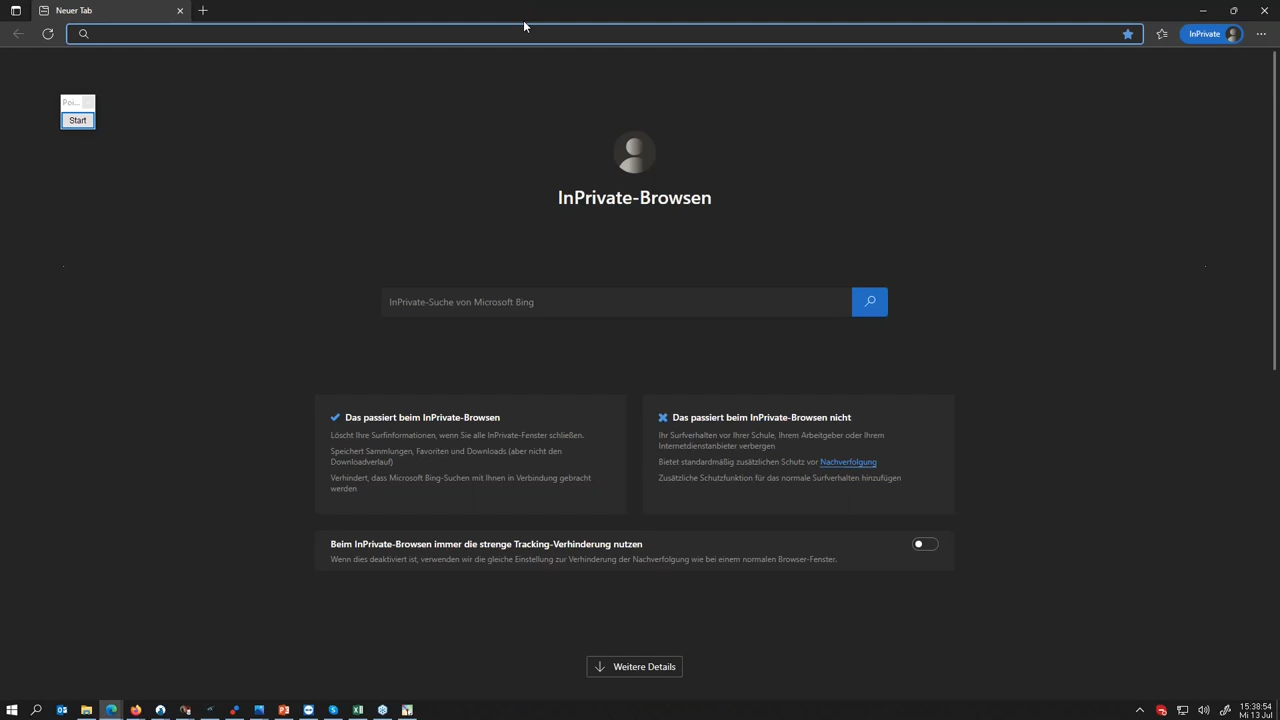 Neuer Tab
InPrivate
Poi...
Start
InPrivate-Browsen
InPrivate-Suche von Microsoft Bing
Das passiert beim InPrivate-Browsen
Löscht Ihre Surfinformationen, wenn Sie alle InPrivate-Fenster schließen.
Speichert Sammlungen, Favoriten und Downloads (aber nicht den
Downloadverlauf)
Verhindert, dass Microsoft Bing-Suchen mit Ihnen in Verbindung gebracht
werden
Das passiert beim InPrivate-Browsen nicht
Ihr Surfverhalten vor Ihrer Schule, Ihrem Arbeitgeber oder Ihrem
Internetdienstanbieter verbergen
Bietet standardmäßig zusätzlichen Schutz vor Nachverfolgung
Zusätzliche Schutzfunktion für das normale Surfverhalten hinzufügen
Beim InPrivate-Browsen immer die strenge Tracking-Verhinderung nutzen
Wenn dies deaktiviert ist, verwenden wir die gleiche Einstellung zur Verhinderung der Nachverfolgung wie bei einem normalen Browser-Fenster.
Weitere Details
15:38:54
Mi 13 Jul